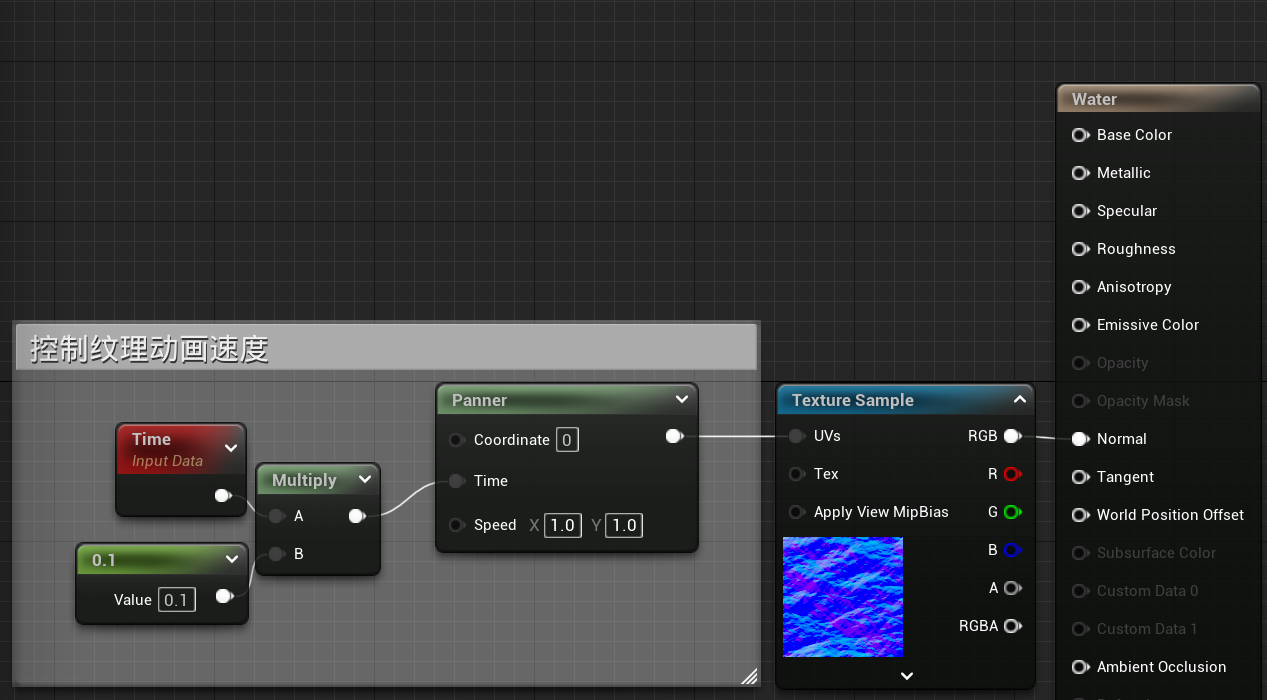 Water
Base Color
Metallic
Specular
Roughness
Anisotropy
Emissive Color
Opacity
Opacity Mask
Normal
Tangent
World Position Offset
Subsurface Color
Custom Data 0
Custom Data 1
Ambient Occlusion
控制纹理动画速度
Time
Input Data
0.1
Value 0.1
Multiply
A
B
Panner
Coordinate 0
Time
Speed X 1.0 Y 1.0
Texture Sample
UVs RGB
Tex R
Apply View MipBias G
B
A
RGBA